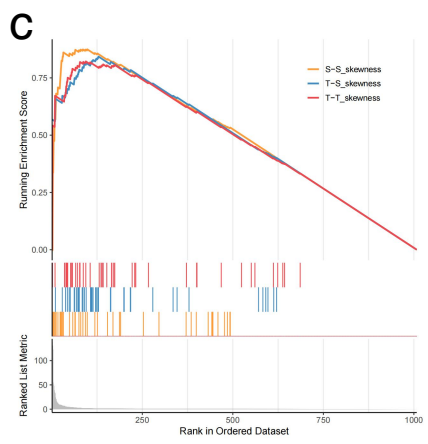 C
Running Enrichment Score
0.75
0.50
0.25
0.00
S-S_skewness
T-S_skewness
T-T_skewness
Ranked List Metric
100
50
0
250
500
750
1000
Rank in Ordered Dataset